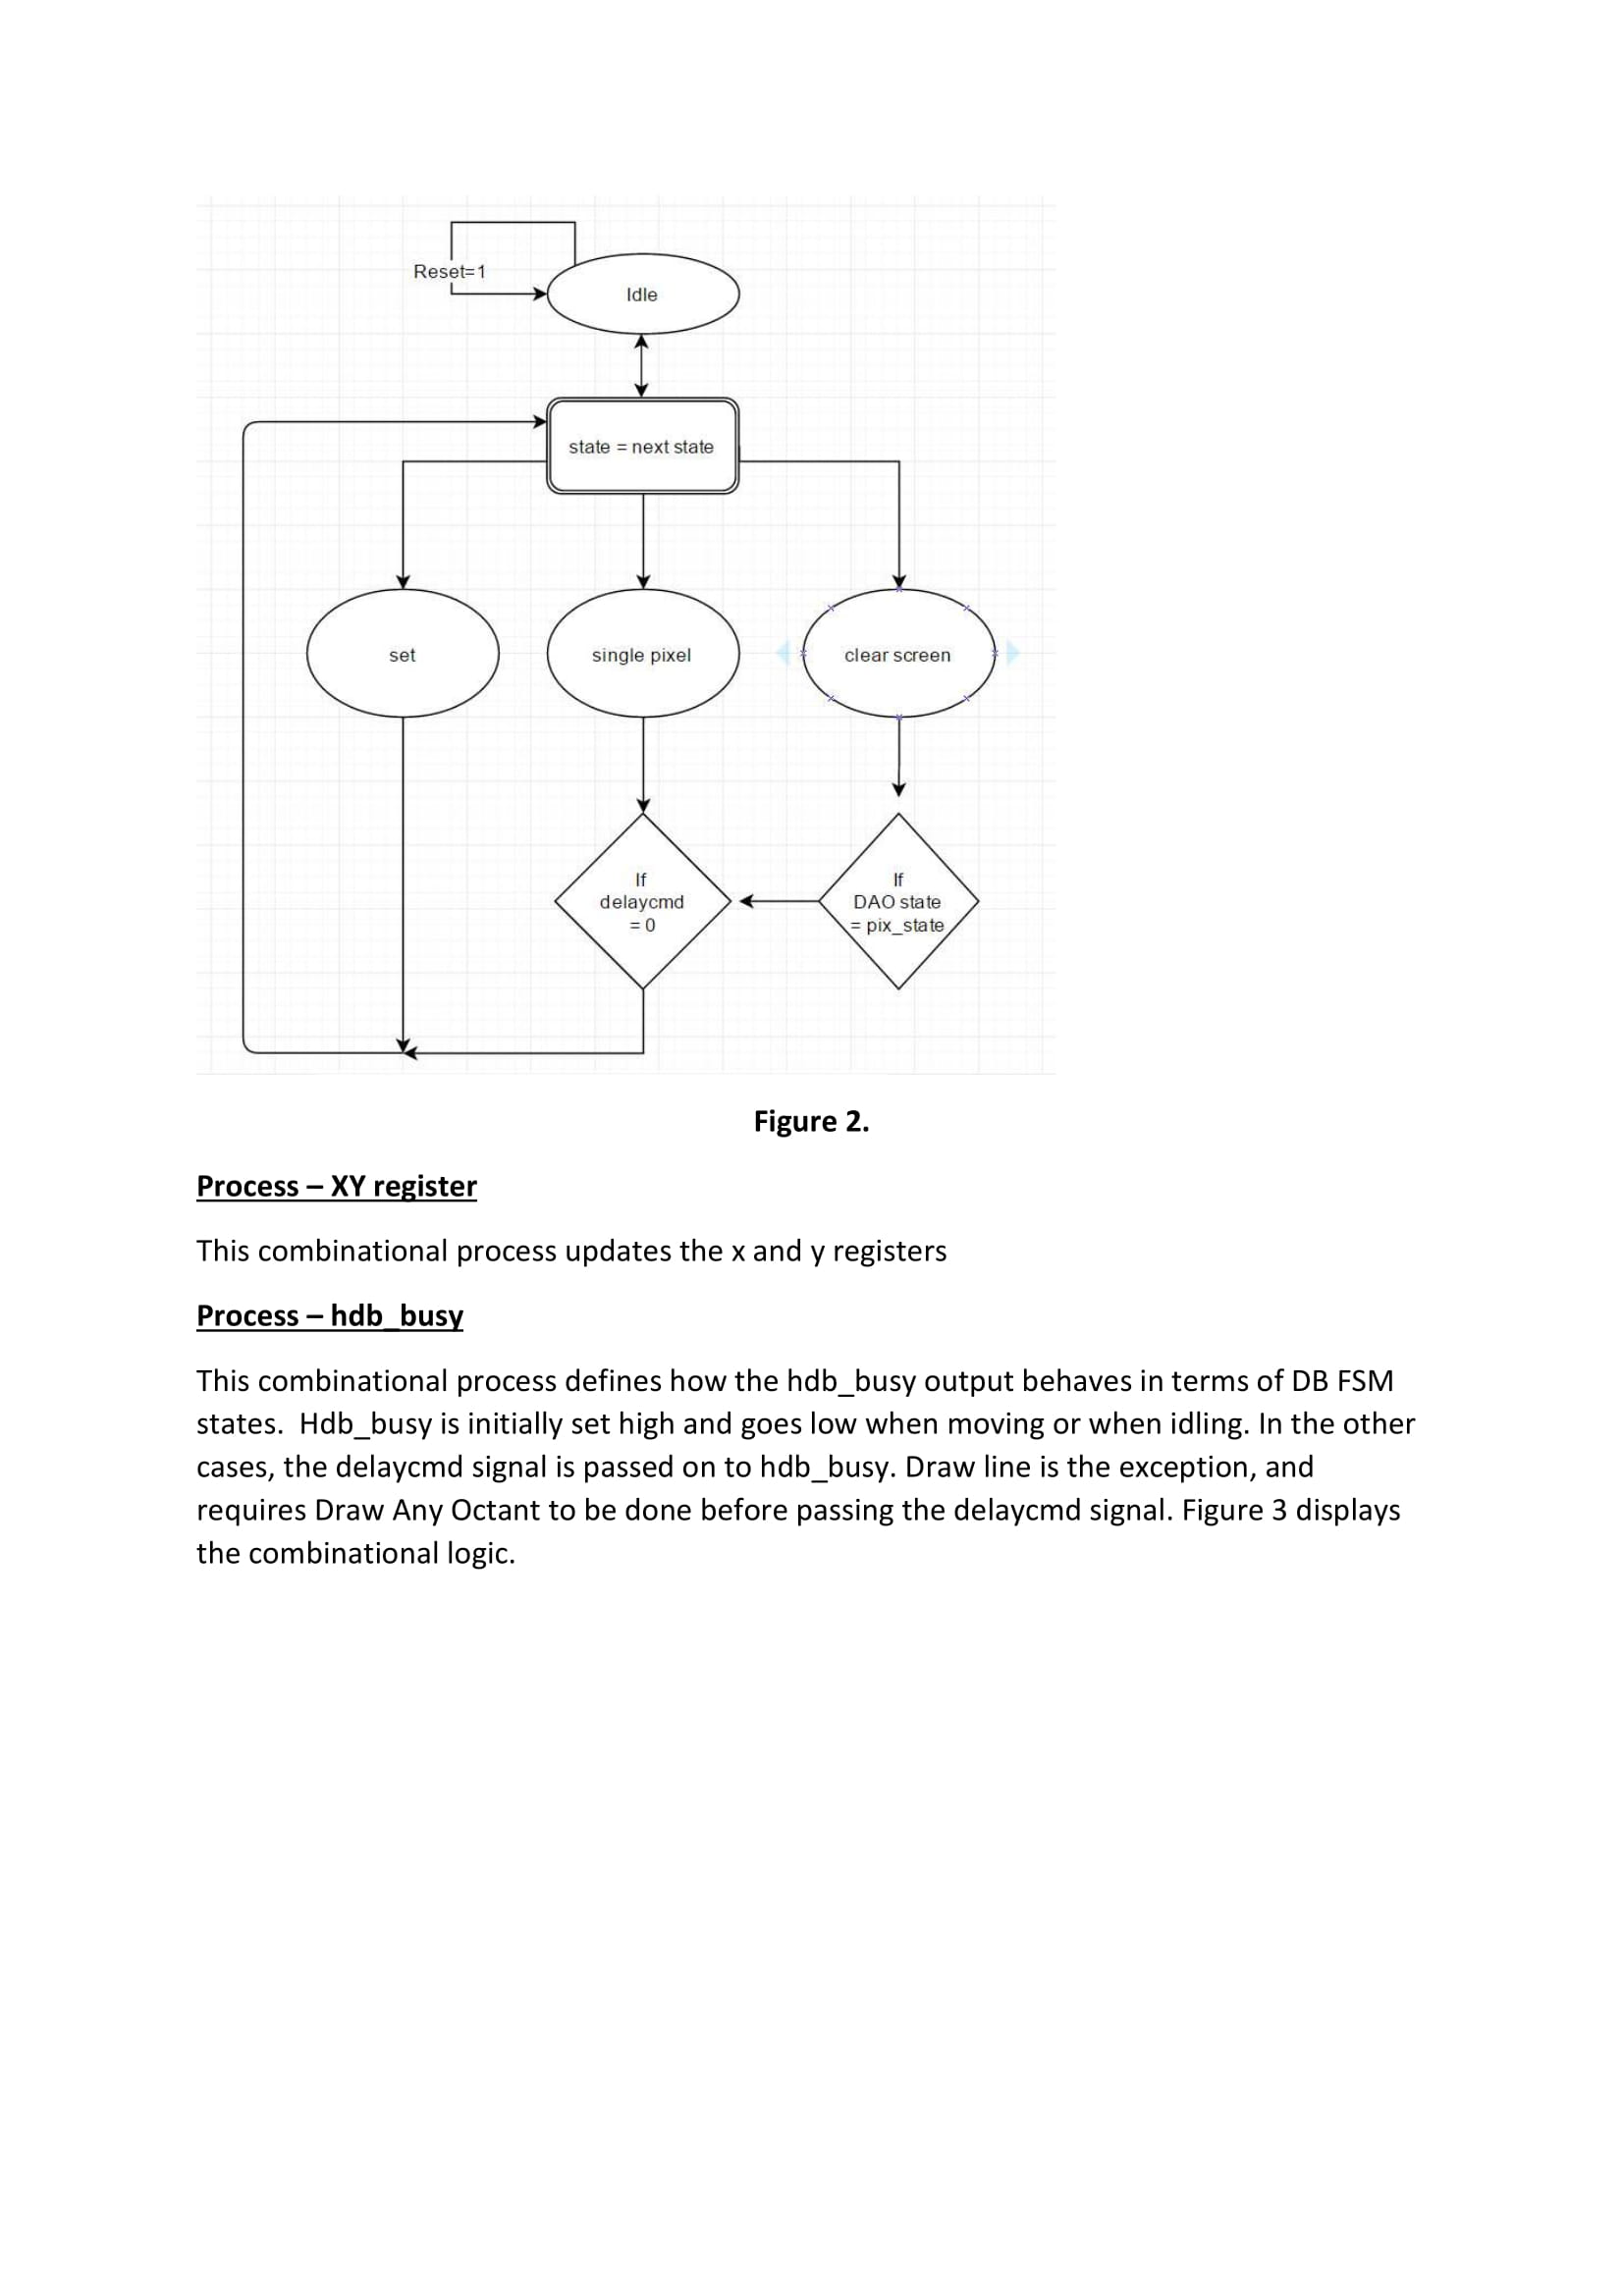 Reset=1
Idle
state = next state
set
single pixel
clear screen
If
delaycmd
= 0
If
DAO state
= pix_state
Figure 2.
Process – XY register
This combinational process updates the x and y registers
Process – hdb_busy
This combinational process defines how the hdb_busy output behaves in terms of DB FSM
states.  Hdb_busy is initially set high and goes low when moving or when idling. In the other
cases, the delaycmd signal is passed on to hdb_busy. Draw line is the exception, and
requires Draw Any Octant to be done before passing the delaycmd signal. Figure 3 displays
the combinational logic.